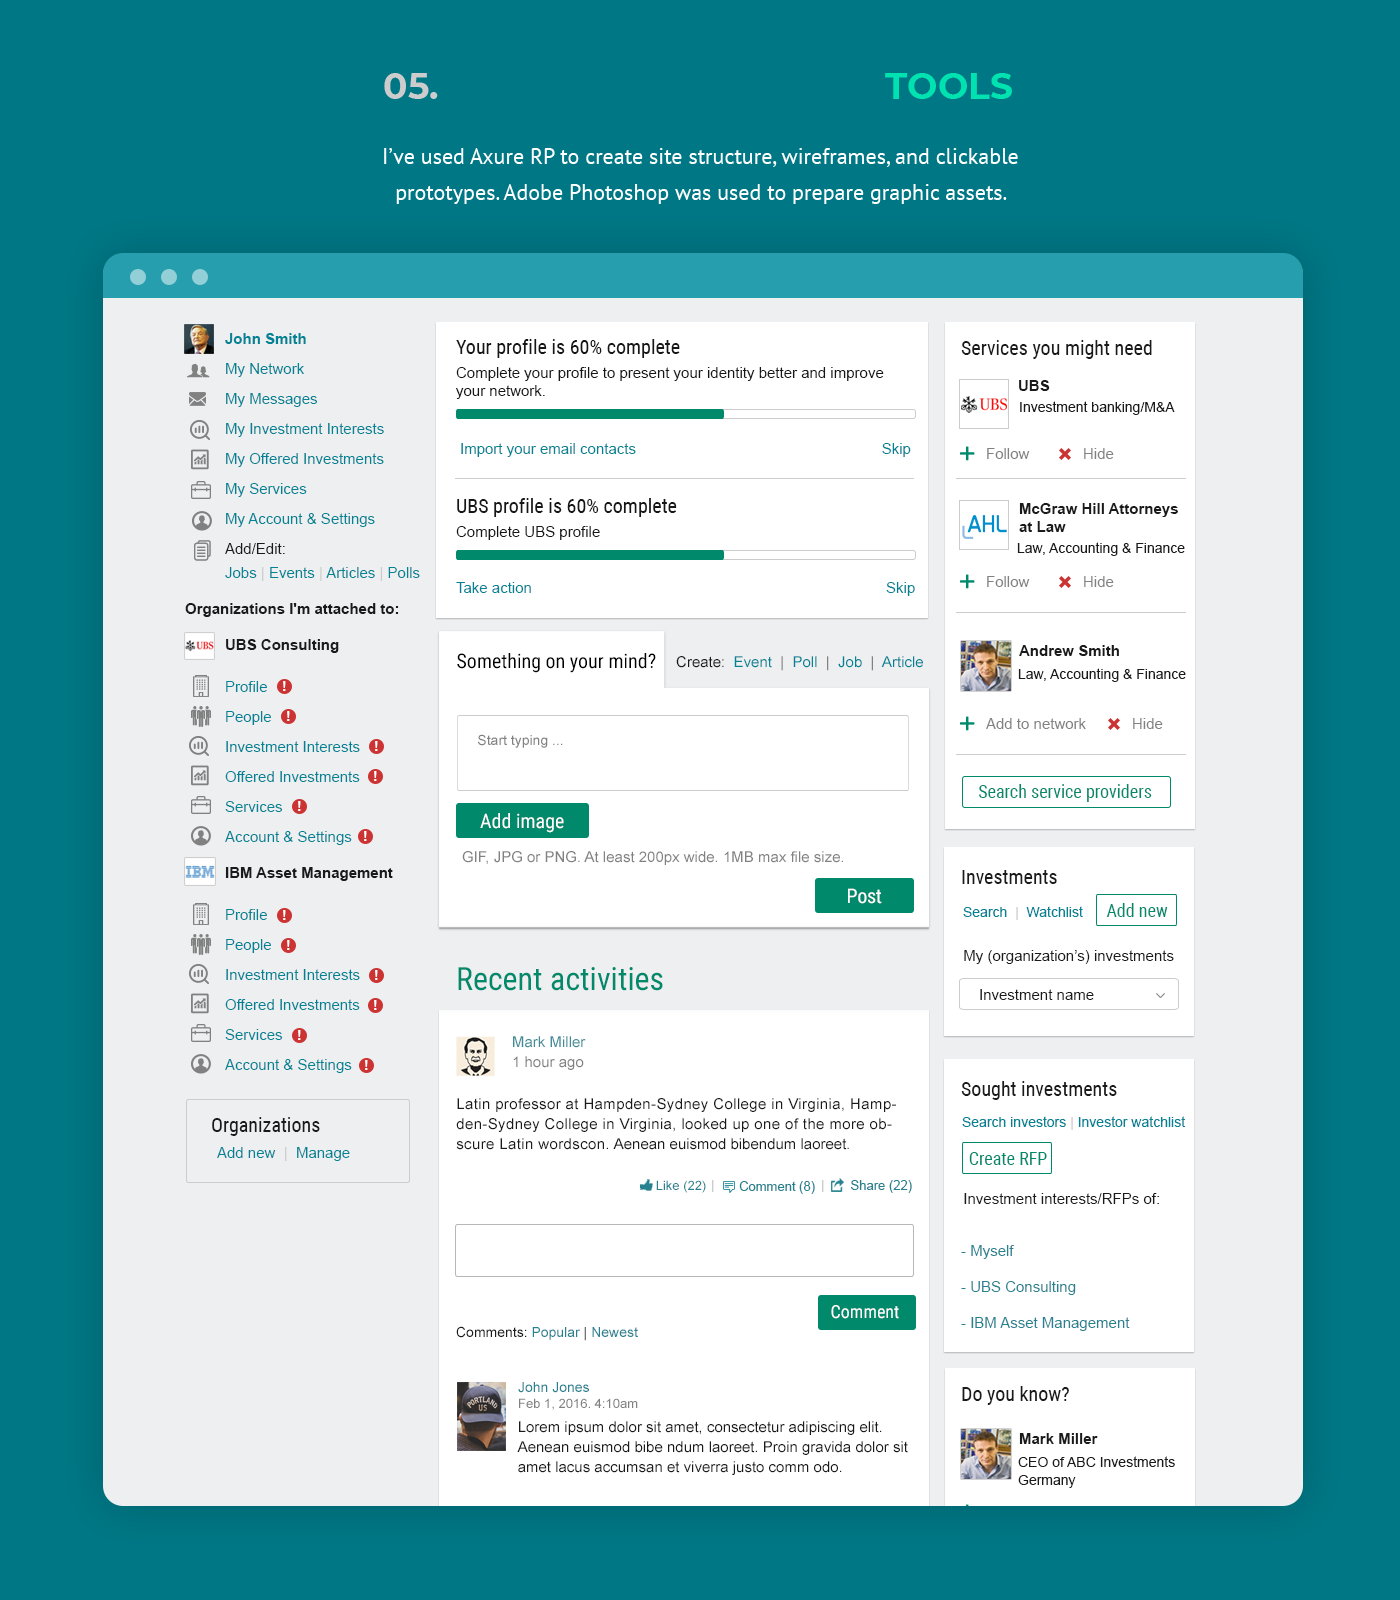 05.
TOOLS
I've used Axure RP to create site structure, wireframes, and clickable
prototypes. Adobe Photoshop was used to prepare graphic assets.
John Smith
My Network
My Messages
My Investment Interests
My Offered Investments
My Services
My Account & Settings
Add/Edit:
Jobs | Events | Articles | Polls
Organizations I'm attached to:
UBS
UBS Consulting
Profile !
People !
Investment Interests !
Offered Investments !
Services !
Account & Settings !
IBM
IBM Asset Management
Profile !
People !
Investment Interests !
Offered Investments !
Services !
Account & Settings !
Organizations
Add new | Manage
Your profile is 60% complete
Complete your profile to present your identity better and improve
your network.
Import your email contacts
Skip
UBS profile is 60% complete
Complete UBS profile
Take action
Skip
Something on your mind?
Create: Event | Poll | Job | Article
Start typing ...
Add image
GIF, JPG or PNG. At least 200px wide. 1MB max file size.
Post
Recent activities
Mark Miller
1 hour ago
Latin professor at Hampden-Sydney College in Virginia, Hamp-
den-Sydney College in Virginia, looked up one of the more ob-
scure Latin wordscon. Aenean euismod bibendum laoreet.
Like (22) | Comment (8) | Share (22)
Comment
Comments: Popular | Newest
PORTLAND
US
John Jones
Feb 1, 2016. 4:10am
Lorem ipsum dolor sit amet, consectetur adipiscing elit.
Aenean euismod bibe ndum laoreet. Proin gravida dolor sit
amet lacus accumsan et viverra justo comm odo.
Services you might need
UBS
UBS
Investment banking/M&A
Follow
Hide
AHL
McGraw Hill Attorneys
at Law
Law, Accounting & Finance
Follow
Hide
Andrew Smith
Law, Accounting & Finance
Add to network
Hide
Search service providers
Investments
Search | Watchlist
Add new
My (organization's) investments
Investment name
Sought investments
Search investors | Investor watchlist
Create RFP
Investment interests/RFPs of:
- Myself
- UBS Consulting
- IBM Asset Management
Do you know?
Mark Miller
CEO of ABC Investments
Germany